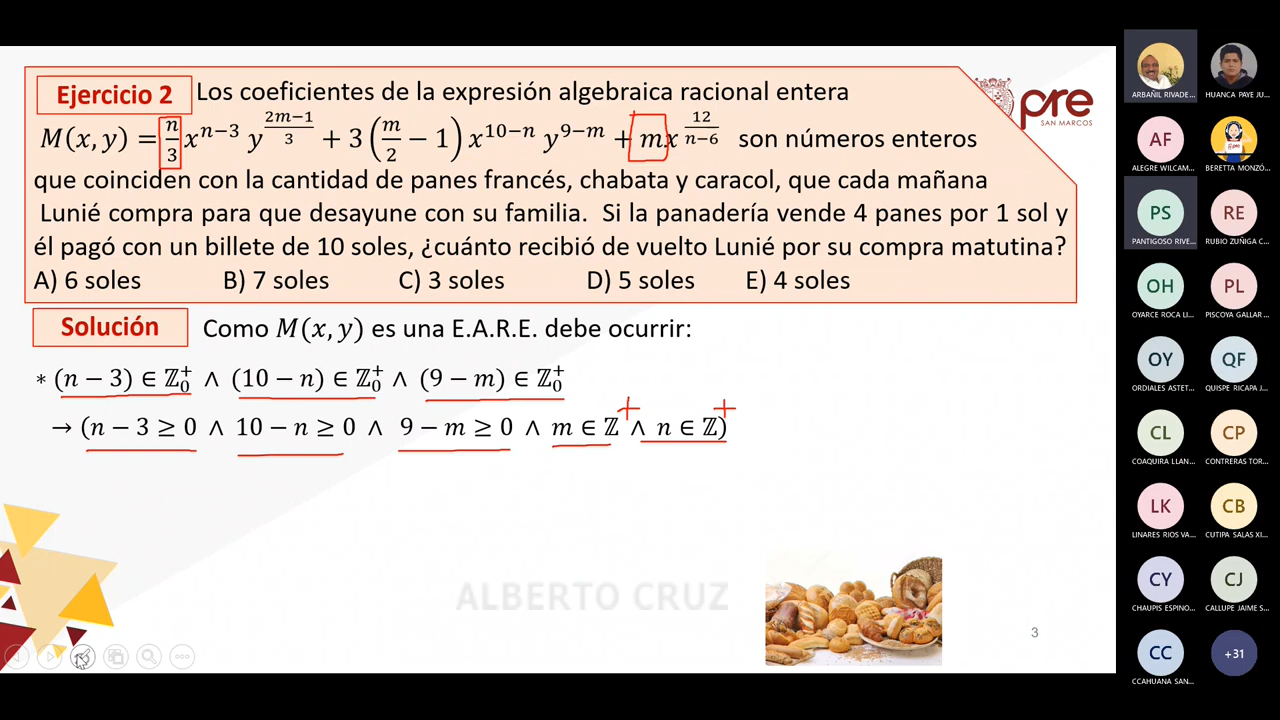 Ejercicio 2 Los coeficientes de la expresión algebraica racional entera
M(x, y) = n/3 x^(n−3) y^((2m−1)/3) + 3(m/2 − 1) x^(10−n) y^(9−m) + mx^(12/(n−6)) son números enteros
que coinciden con la cantidad de panes francés, chabata y caracol, que cada mañana
Lunié compra para que desayune con su familia. Si la panadería vende 4 panes por 1 sol y
él pagó con un billete de 10 soles, ¿cuánto recibió de vuelto Lunié por su compra matutina?
A) 6 soles B) 7 soles C) 3 soles D) 5 soles E) 4 soles
pre
SAN MARCOS
Solución Como M(x, y) es una E.A.R.E. debe ocurrir:
∗ (n − 3) ∈ ℤ₀⁺ ∧ (10 − n) ∈ ℤ₀⁺ ∧ (9 − m) ∈ ℤ₀⁺
→ (n − 3 ≥ 0 ∧ 10 − n ≥ 0 ∧ 9 − m ≥ 0 ∧ m ∈ ℤ⁺ ∧ n ∈ ℤ⁺)
ALBERTO CRUZ
3
ARBAÑIL RIVADE...
HUANCA PAYE JU...
AF
ALEGRE WILCAM...
BERETTA MONZÓ...
PS
PANTIGOSO RIVE...
RE
RUBIO ZUÑIGA C...
OH
OYARCE ROCA LI...
PL
PISCOYA GALLAR ...
OY
ORDIALES ASTET...
QF
QUISPE RICAPA J...
CL
COAQUIRA LLAN...
CP
CONTRERAS TOR...
LK
LINARES RIOS VA...
CB
CUTIPA SALAS XI...
CY
CHAUPIS ESPINO...
CJ
CALLUPE JAIME S...
CC
CCAHUANA SAN...
+31